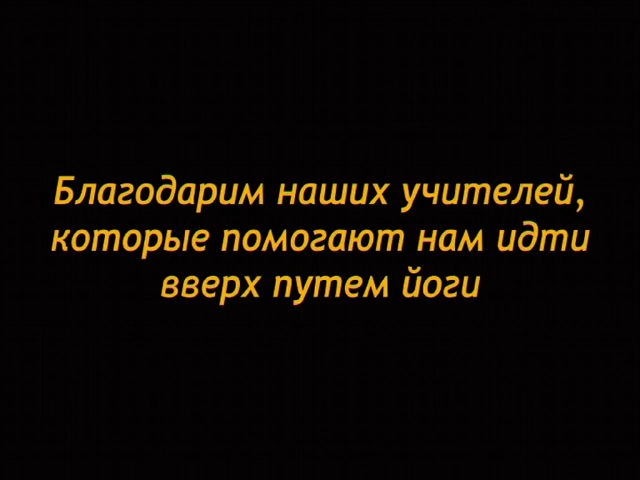 Благодарим наших учителей,
которые помогают нам идти
вверх путем йоги